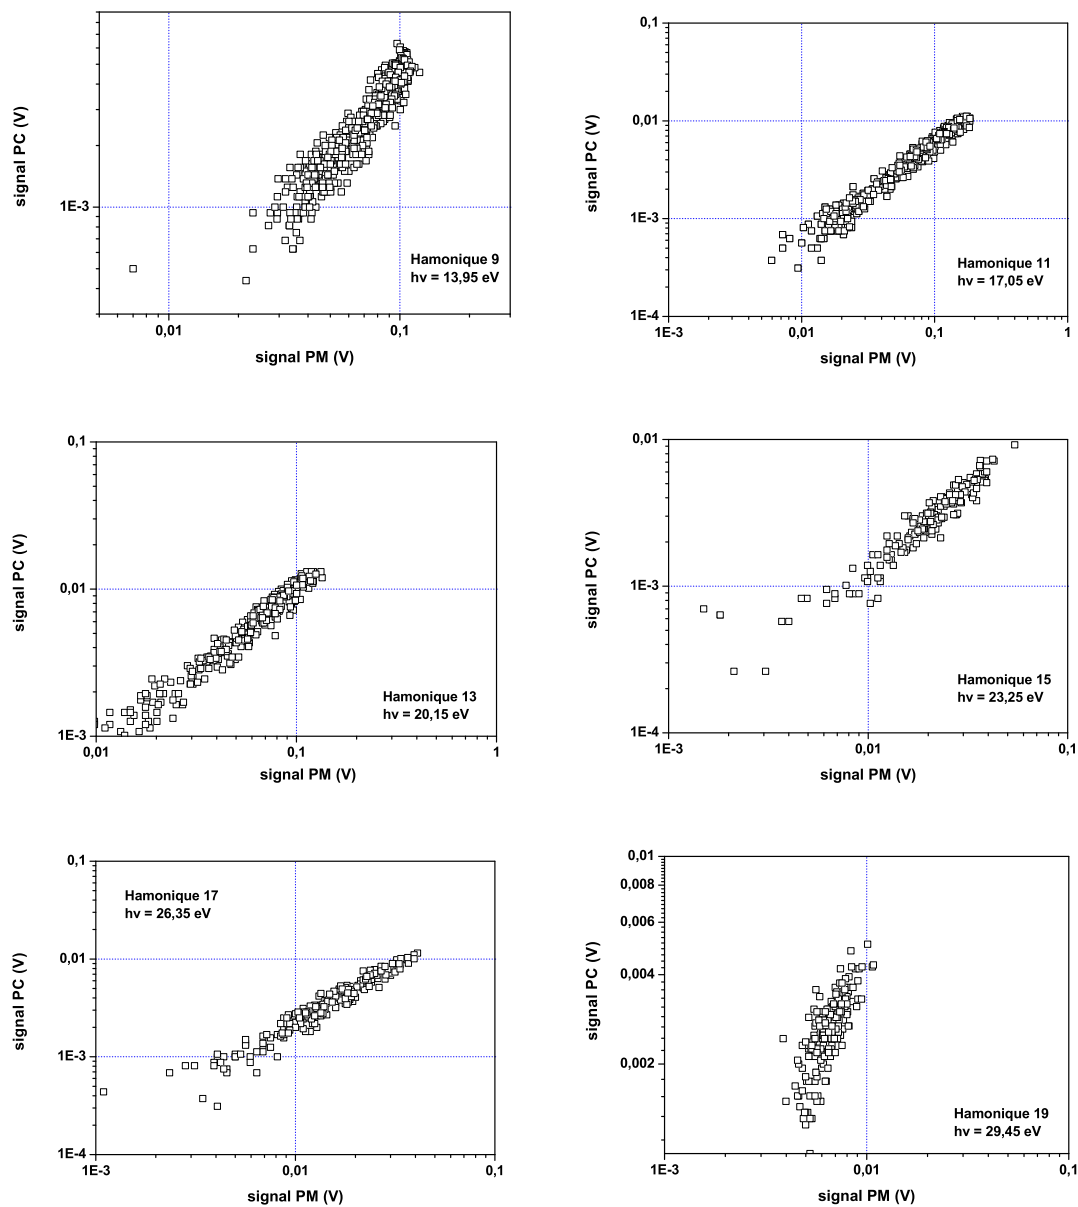 signal PC (V)
1E-3
Hamonique 9
hν = 13,95 eV
0,01
0,1
signal PM (V)
signal PC (V)
0,1
0,01
1E-3
1E-4
Hamonique 11
hν = 17,05 eV
1E-3
0,01
0,1
1
signal PM (V)
signal PC (V)
0,1
0,01
1E-3
Hamonique 13
hν = 20,15 eV
0,01
0,1
1
signal PM (V)
signal PC (V)
0,01
1E-3
1E-4
Hamonique 15
hν = 23,25 eV
1E-3
0,01
0,1
signal PM (V)
signal PC (V)
0,1
0,01
1E-3
1E-4
Hamonique 17
hν = 26,35 eV
1E-3
0,01
0,1
signal PM (V)
signal PC (V)
0,01
0,008
0,006
0,004
0,002
Hamonique 19
hν = 29,45 eV
1E-3
0,01
0,1
signal PM (V)